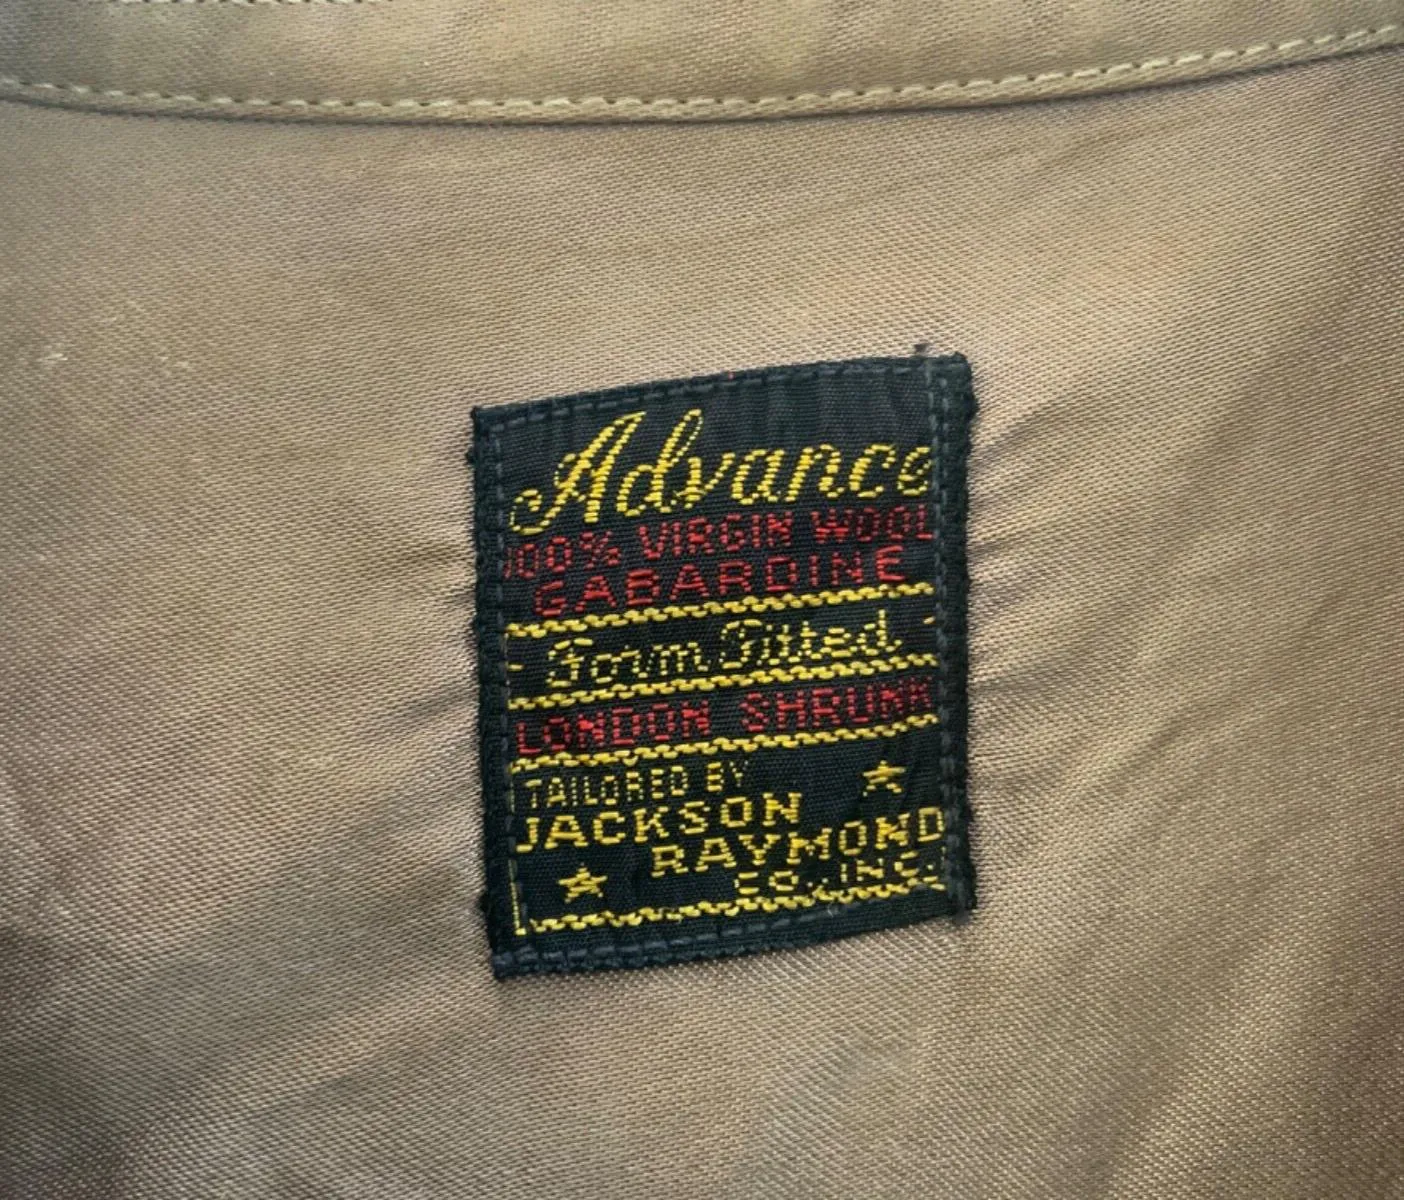 Advance
100% VIRGIN WOOL
GABARDINE
- Form Fitted -
LONDON SHRUNK
TAILORED BY
JACKSON
RAYMOND
CO., INC.